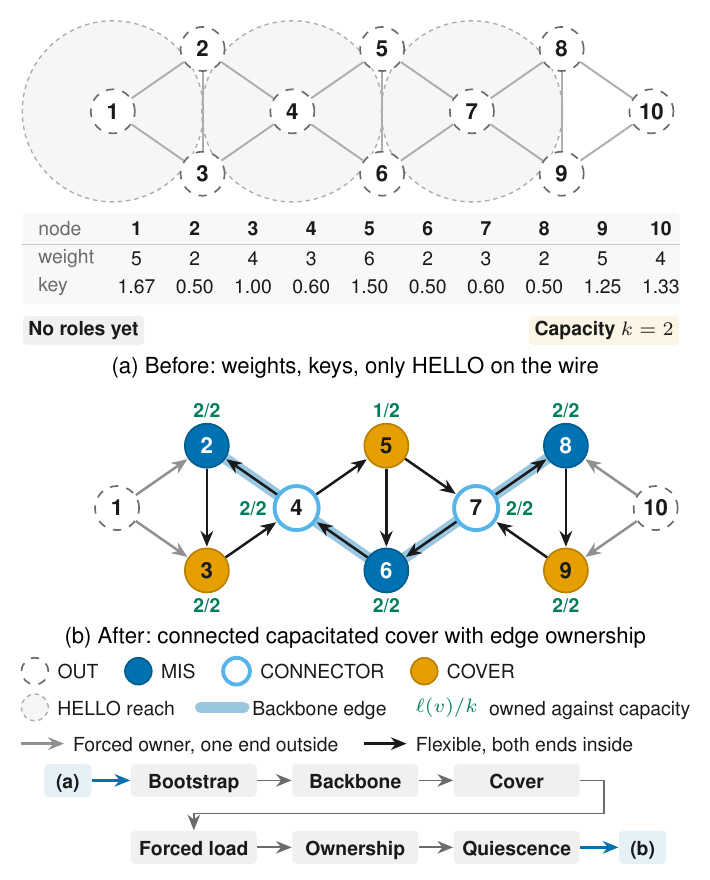 2 5 8
1 4 7 10
3 6 9
node 1 2 3 4 5 6 7 8 9 10
weight 5 2 4 3 6 2 3 2 5 4
key 1.67 0.50 1.00 0.60 1.50 0.50 0.60 0.50 1.25 1.33
No roles yet Capacity k = 2
(a) Before: weights, keys, only HELLO on the wire
2/2 1/2 2/2
2 5 8
1 2/2 4 7 2/2 10
3 6 9
2/2 2/2 2/2
(b) After: connected capacitated cover with edge ownership
OUT MIS CONNECTOR COVER
HELLO reach Backbone edge ℓ(v)/k owned against capacity
Forced owner, one end outside Flexible, both ends inside
(a) Bootstrap Backbone Cover
Forced load Ownership Quiescence (b)